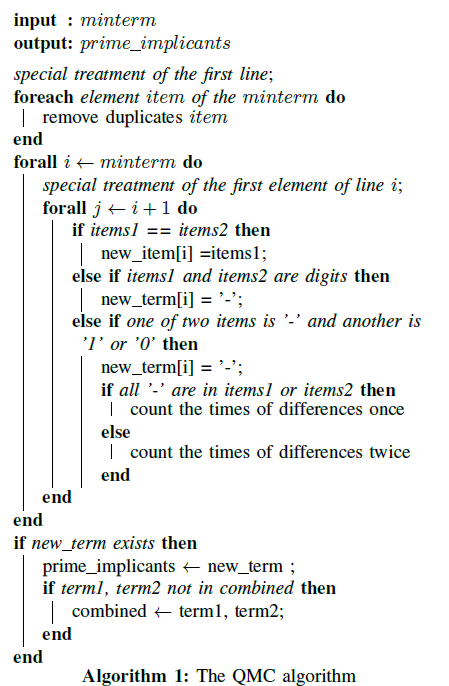 input : minterm
output: prime_implicants
special treatment of the first line;
foreach element item of the minterm do
remove duplicates item
end
forall i ← minterm do
special treatment of the first element of line i;
forall j ← i + 1 do
if items1 == items2 then
new_item[i] =items1;
else if items1 and items2 are digits then
new_term[i] = '-';
else if one of two items is '-' and another is
'1' or '0' then
new_term[i] = '-';
if all '-' are in items1 or items2 then
count the times of differences once
else
count the times of differences twice
end
end
end
if new_term exists then
prime_implicants ← new_term ;
if term1, term2 not in combined then
combined ← term1, term2;
end
end
Algorithm 1: The QMC algorithm